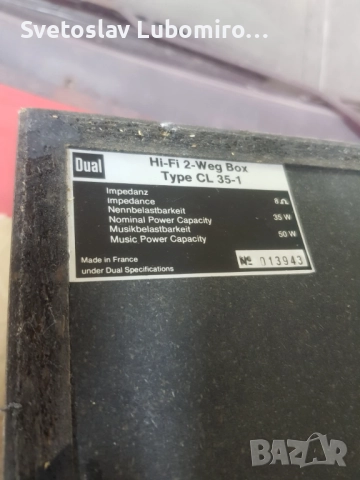 Svetoslav Lubomiro...
Dual
Hi-Fi 2-Weg Box
Type CL 35-1
Impedanz
impedance 8Ω
Nennbelastbarkeit
Nominal Power Capacity 35 W
Musikbelastbarkeit
Music Power Capacity 50 W
Made in France
under Dual Specifications
№ 013943
BAZAR